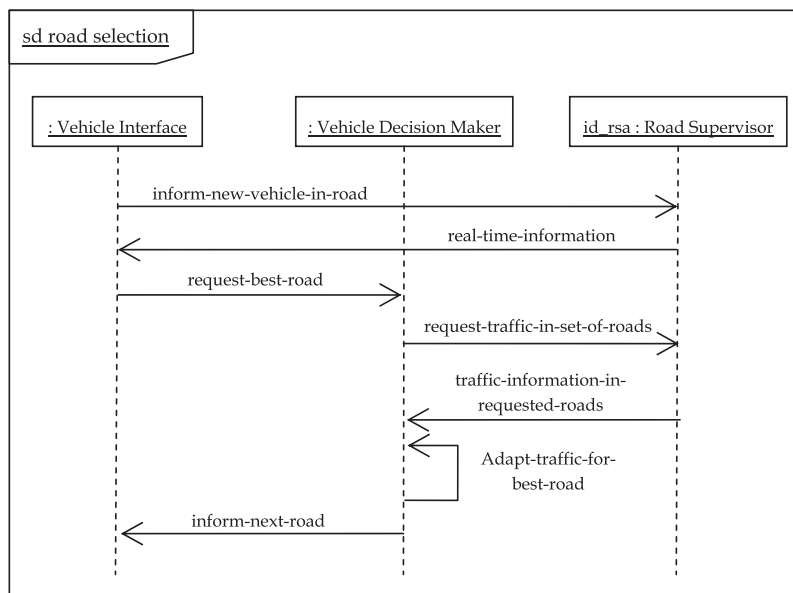 sd road selection
: Vehicle Interface
: Vehicle Decision Maker
id_rsa : Road Supervisor
inform-new-vehicle-in-road
real-time-information
request-best-road
request-traffic-in-set-of-roads
traffic-information-in-
requested-roads
Adapt-traffic-for-
best-road
inform-next-road